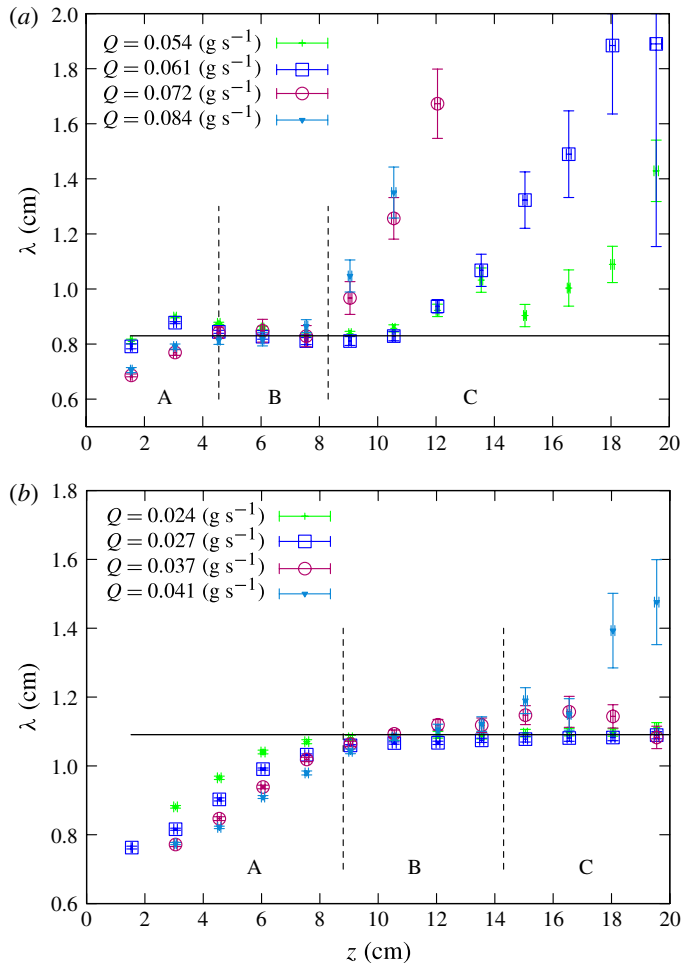 (a)
2.0
1.8
1.6
1.4
1.2
1.0
0.8
0.6
λ (cm)
Q = 0.054 (g s⁻¹)
Q = 0.061 (g s⁻¹)
Q = 0.072 (g s⁻¹)
Q = 0.084 (g s⁻¹)
A B C
0 2 4 6 8 10 12 14 16 18 20
(b)
1.8
1.6
1.4
1.2
1.0
0.8
0.6
λ (cm)
Q = 0.024 (g s⁻¹)
Q = 0.027 (g s⁻¹)
Q = 0.037 (g s⁻¹)
Q = 0.041 (g s⁻¹)
A B C
0 2 4 6 8 10 12 14 16 18 20
z (cm)